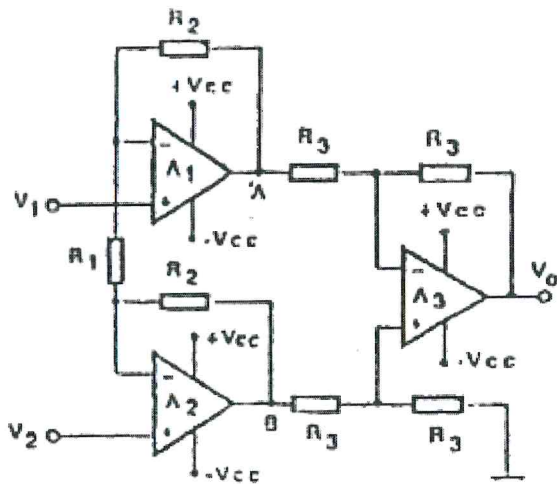 R2
+Vcc
R3
R3
-
A1
A
+Vcc
V1
+
-Vcc
R1
R2
-
A3
Vo
+
+Vcc
-Vcc
-
A2
B
V2
+
R3
R3
-Vcc